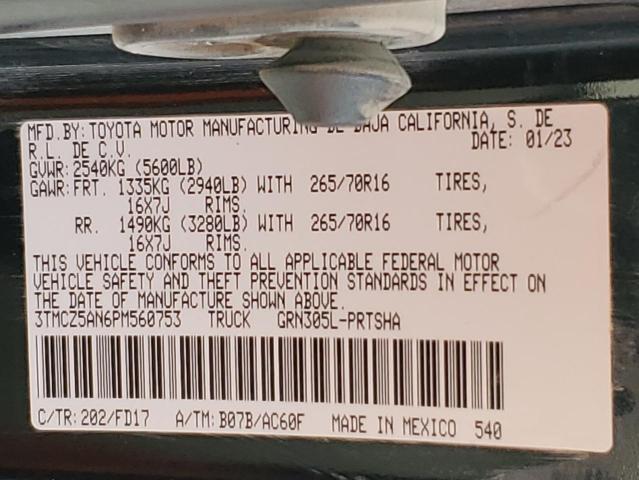 MFD.BY:TOYOTA MOTOR MANUFACTURING DE BAJA CALIFORNIA, S. DE
R.L. DE C.V. DATE: 01/23
GVWR:2540KG (5600LB)
GAWR:FRT. 1335KG (2940LB) WITH 265/70R16 TIRES,
16X7J RIMS.
RR. 1490KG (3280LB) WITH 265/70R16 TIRES,
16X7J RIMS.
THIS VEHICLE CONFORMS TO ALL APPLICABLE FEDERAL MOTOR
VEHICLE SAFETY AND THEFT PREVENTION STANDARDS IN EFFECT ON
THE DATE OF MANUFACTURE SHOWN ABOVE.
3TMCZ5AN6PM560753 TRUCK GRN305L-PRTSHA
C/TR:202/FD17 A/TM:B07B/AC60F MADE IN MEXICO 540